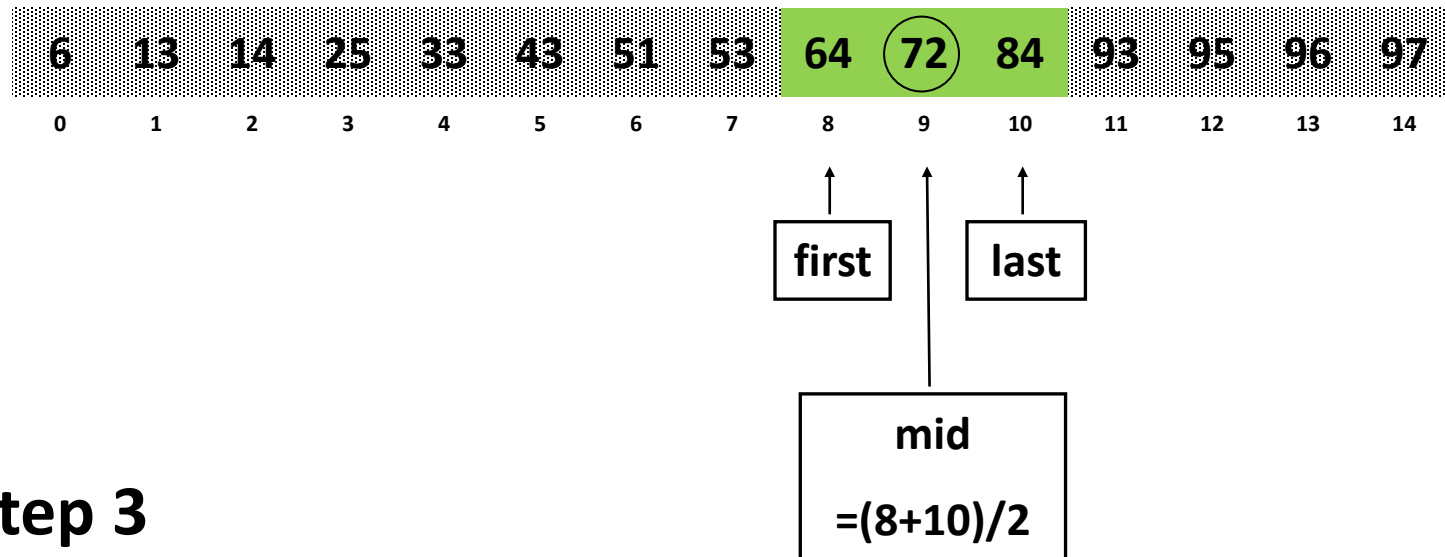 6 13 14 25 33 43 51 53 64 72 84 93 95 96 97
0 1 2 3 4 5 6 7 8 9 10 11 12 13 14
first last
mid
=(8+10)/2
tep 3